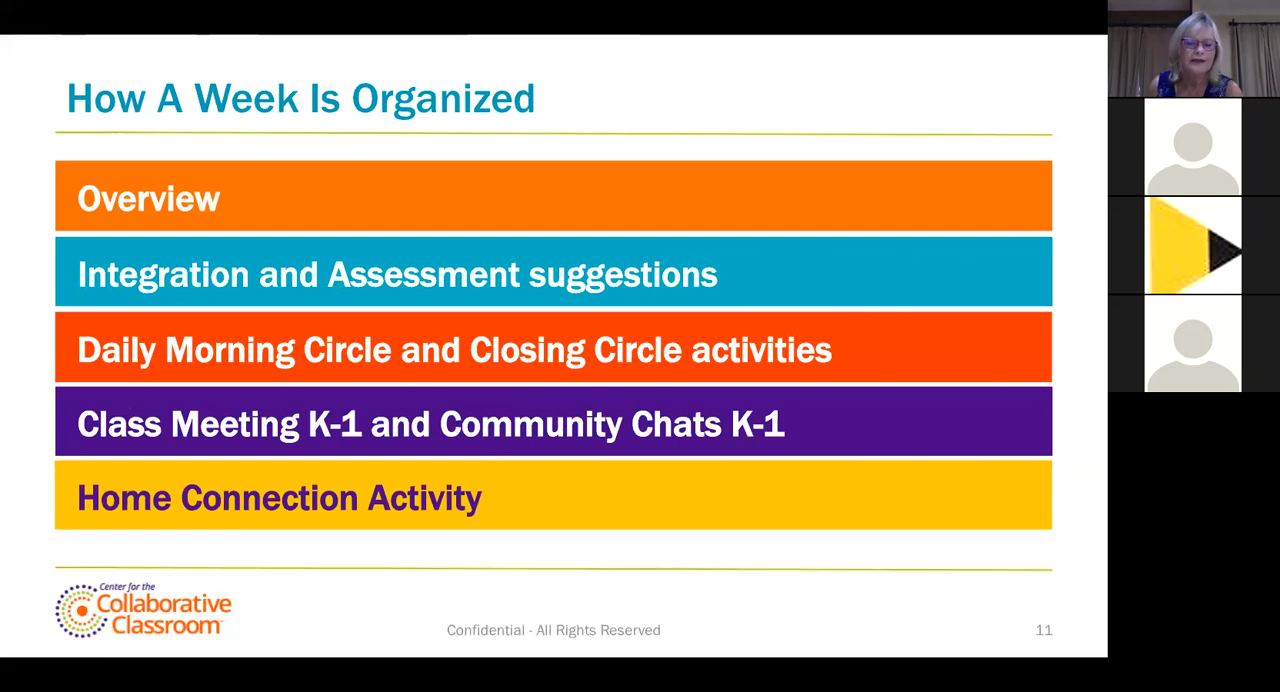 How A Week Is Organized
Overview
Integration and Assessment suggestions
Daily Morning Circle and Closing Circle activities
Class Meeting K-1 and Community Chats K-1
Home Connection Activity
Center for the
Collaborative
Classroom
Confidential - All Rights Reserved
11